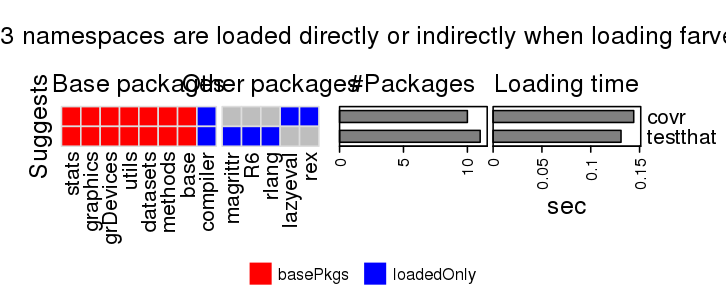 3 namespaces are loaded directly or indirectly when loading farve
Base packages Other packages #Packages Loading time
Suggests
covr
testthat
stats graphics grDevices utils datasets methods base compiler magrittr R6 rlang lazyeval rex
0 5 10 0 0.05 0.1 0.15
sec
basePkgs loadedOnly